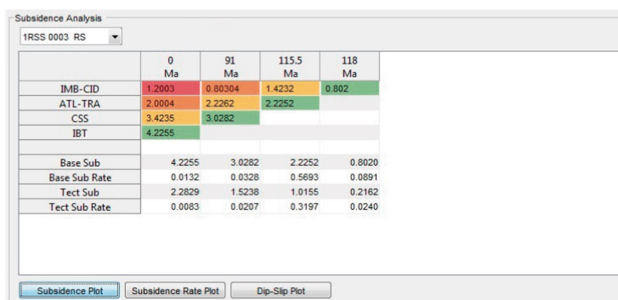 Subsidence Analysis
1RSS 0003 RS
0 91 115.5 118
Ma Ma Ma Ma
IMB-CID 1.2003 0.80304 1.4232 0.802
ATL-TRA 2.0004 2.2262 2.2252
CSS 3.4235 3.0282
IBT 4.2255
Base Sub 4.2255 3.0282 2.2252 0.8020
Base Sub Rate 0.0132 0.0328 0.5693 0.0891
Tect Sub 2.2829 1.5238 1.0155 0.2162
Tect Sub Rate 0.0083 0.0207 0.3197 0.0240
Subsidence Plot Subsidence Rate Plot Dip-Slip Plot